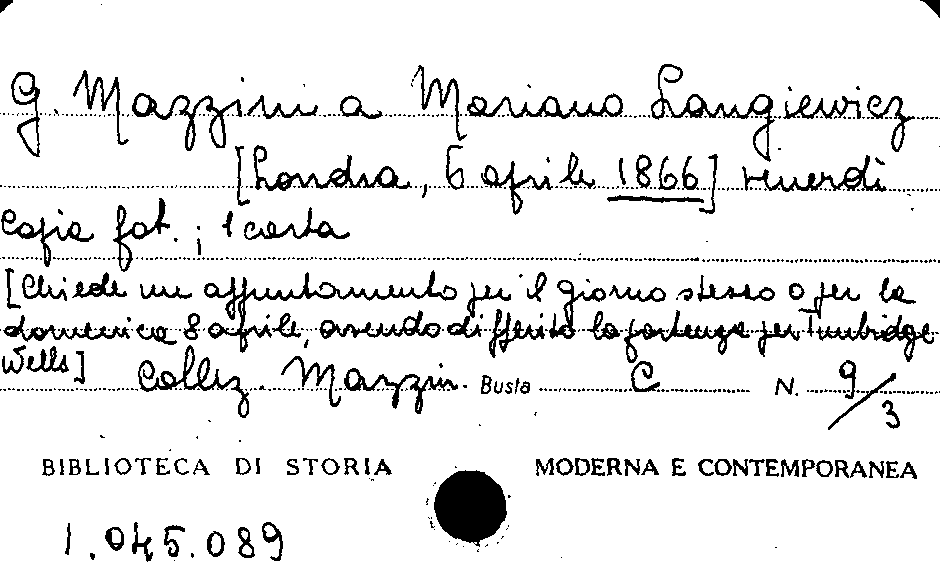 G. Mazzini a Mariano Langiewicz
[Londra, 6 aprile 1866] venerdì
Copia fot. ; 1 carta
[Chiede un appuntamento per il giorno stesso o per la
domenica 8 aprile, avendo differito la partenza per Tunbridge
Wells]
Collez. Mazzin. Busta C N. 9/3
BIBLIOTECA DI STORIA MODERNA E CONTEMPORANEA
1.045.089